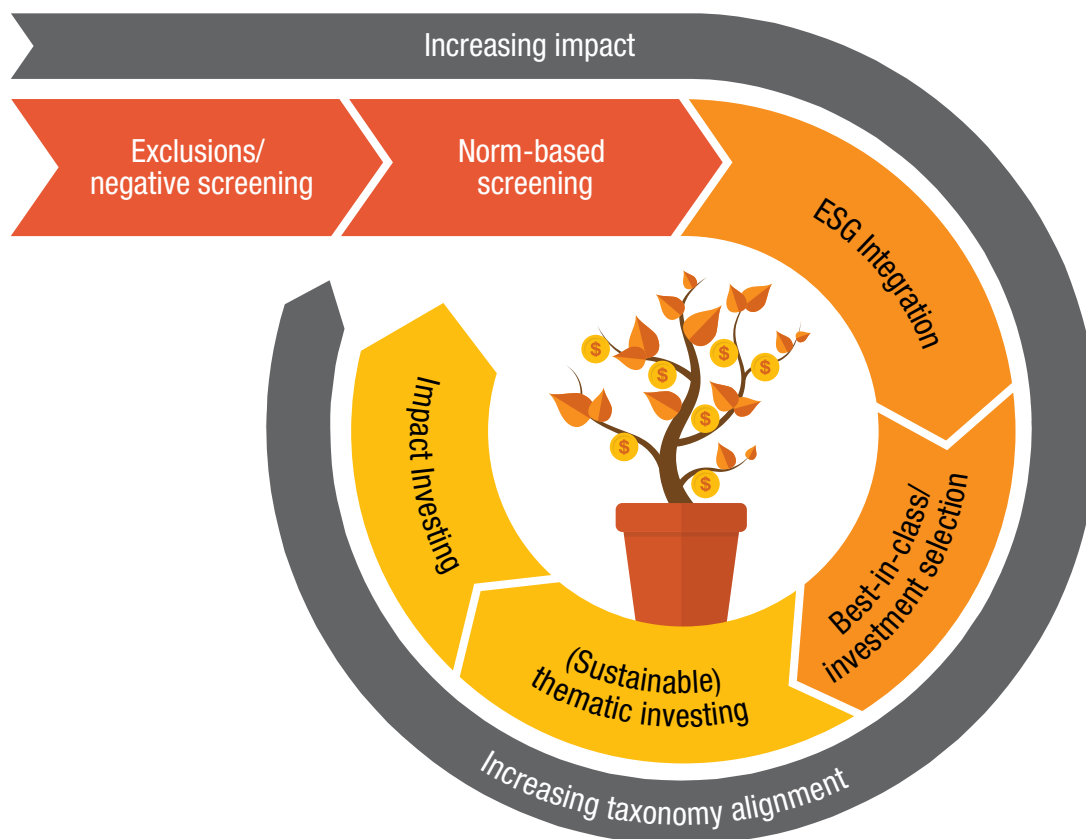 Increasing impact
Exclusions/
negative screening
Norm-based
screening
ESG Integration
Best-in-class/
investment selection
(Sustainable)
thematic investing
Impact Investing
Increasing taxonomy alignment
$
$
$
$
$
$
$